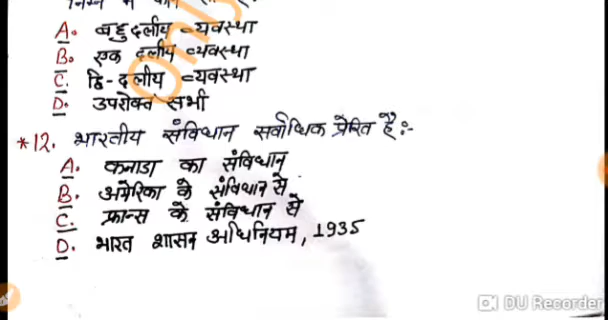 निम्न में
A. बहुदलीय व्यवस्था
B. एक दलीय व्यवस्था
C. द्वि-दलीय व्यवस्था
D. उपरोक्त सभी
*12. भारतीय संविधान सर्वाधिक प्रेरित है:-
A. कनाडा का संविधान
B. अमेरिका के संविधान से
C. फ्रान्स के संविधान से
D. भारत शासन अधिनियम, 1935
only
DU Recorder